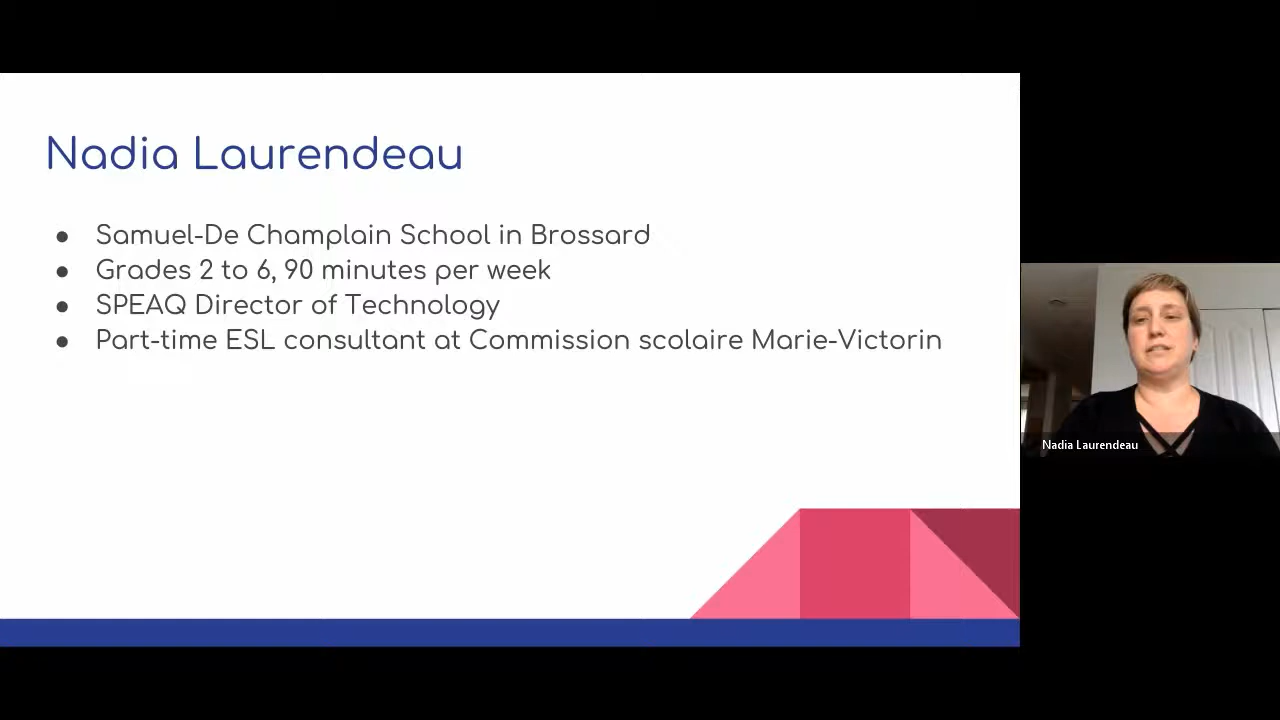 Nadia Laurendeau
● Samuel-De Champlain School in Brossard
● Grades 2 to 6, 90 minutes per week
● SPEAQ Director of Technology
● Part-time ESL consultant at Commission scolaire Marie-Victorin
Nadia Laurendeau